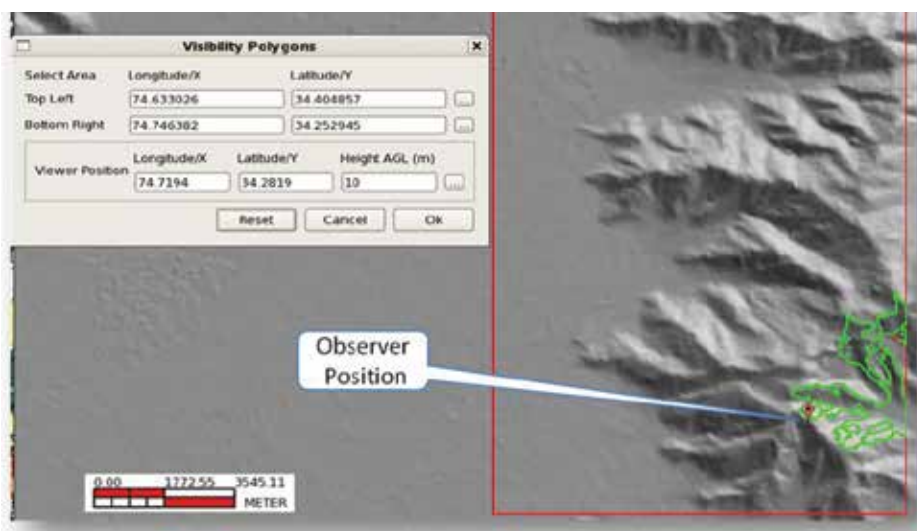 Visibility Polygons
Select Area Longitude/X Latitude/Y
Top Left 74.633026 34.404857 ...
Bottom Right 74.746382 34.252945 ...
Longitude/X Latitude/Y Height AGL (m)
Viewer Position 74.7194 34.2819 10 ...
Reset Cancel Ok
Observer
Position
0.00 1772.55 3545.11
METER